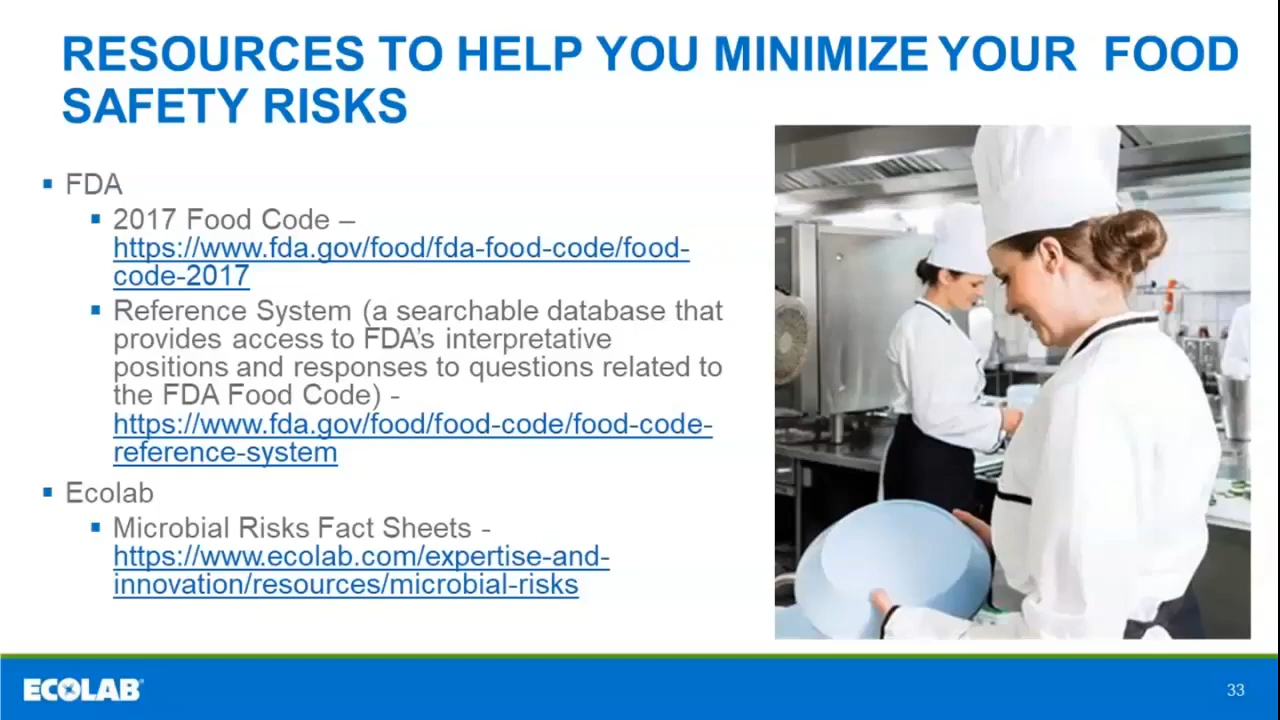 RESOURCES TO HELP YOU MINIMIZE YOUR FOOD
SAFETY RISKS
▪ FDA
▪ 2017 Food Code –
https://www.fda.gov/food/fda-food-code/food-
code-2017
▪ Reference System (a searchable database that
provides access to FDA's interpretative
positions and responses to questions related to
the FDA Food Code) -
https://www.fda.gov/food/food-code/food-code-
reference-system
▪ Ecolab
▪ Microbial Risks Fact Sheets -
https://www.ecolab.com/expertise-and-
innovation/resources/microbial-risks
ECOLAB®
33